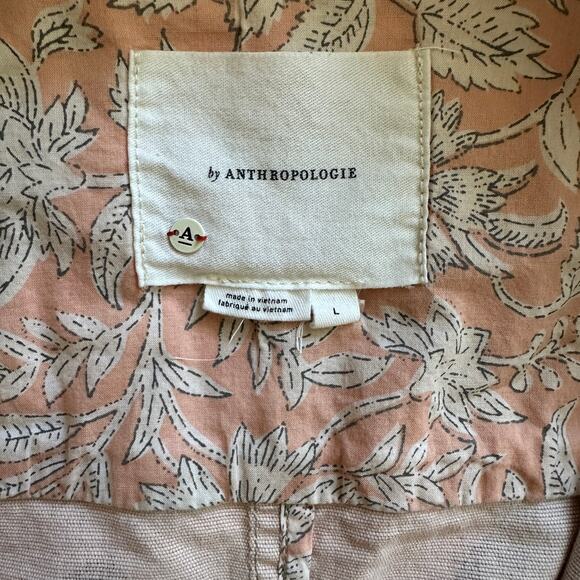 by ANTHROPOLOGIE
A
made in vietnam
fabriqué au vietnam
L